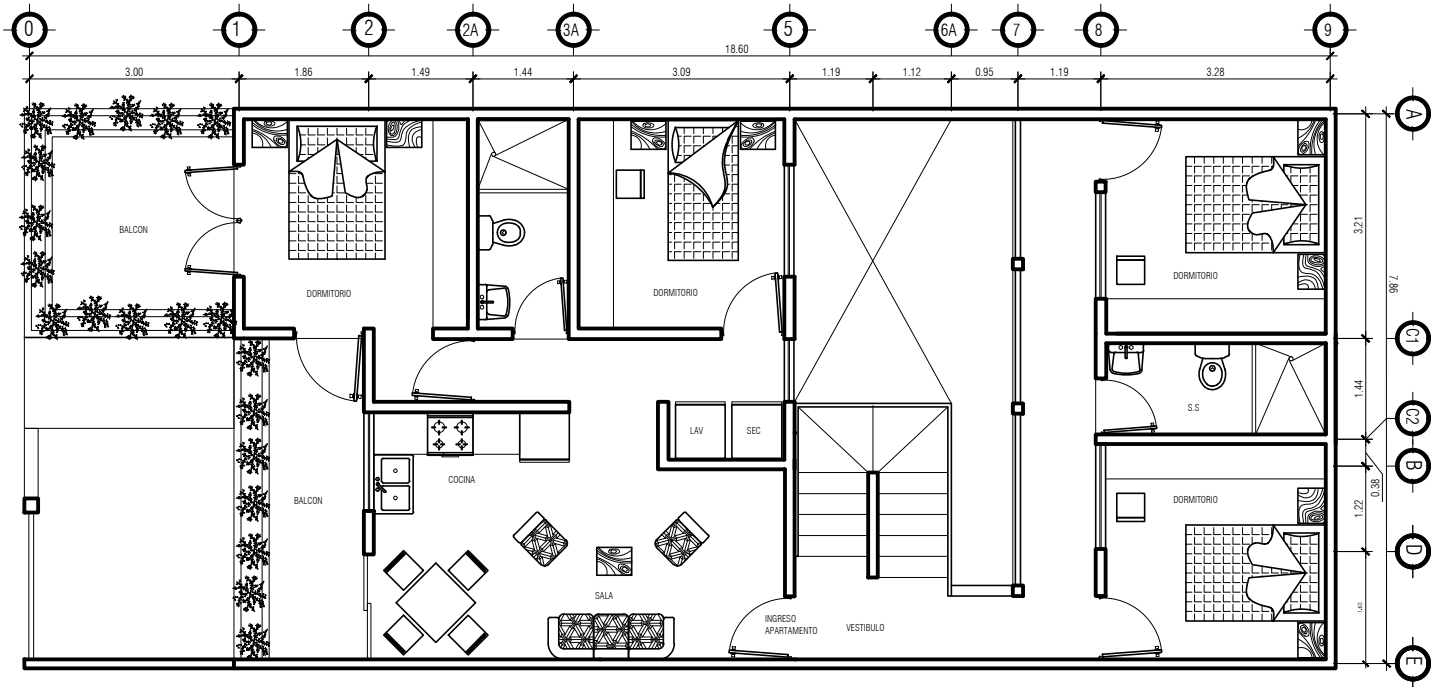 0 1 2 2A 3A 5 6A 7 8 9
18.60
3.00 1.86 1.49 1.44 3.09 1.19 1.12 0.95 1.19 3.28
A
BALCON
3.21
DORMITORIO
7.86
DORMITORIO
DORMITORIO
C1
1.44
S.S
C2
LAV
SEC
B
COCINA
0.38
BALCON
DORMITORIO
1.22
D
SALA
1.60
INGRESO
APARTAMENTO
VESTIBULO
E